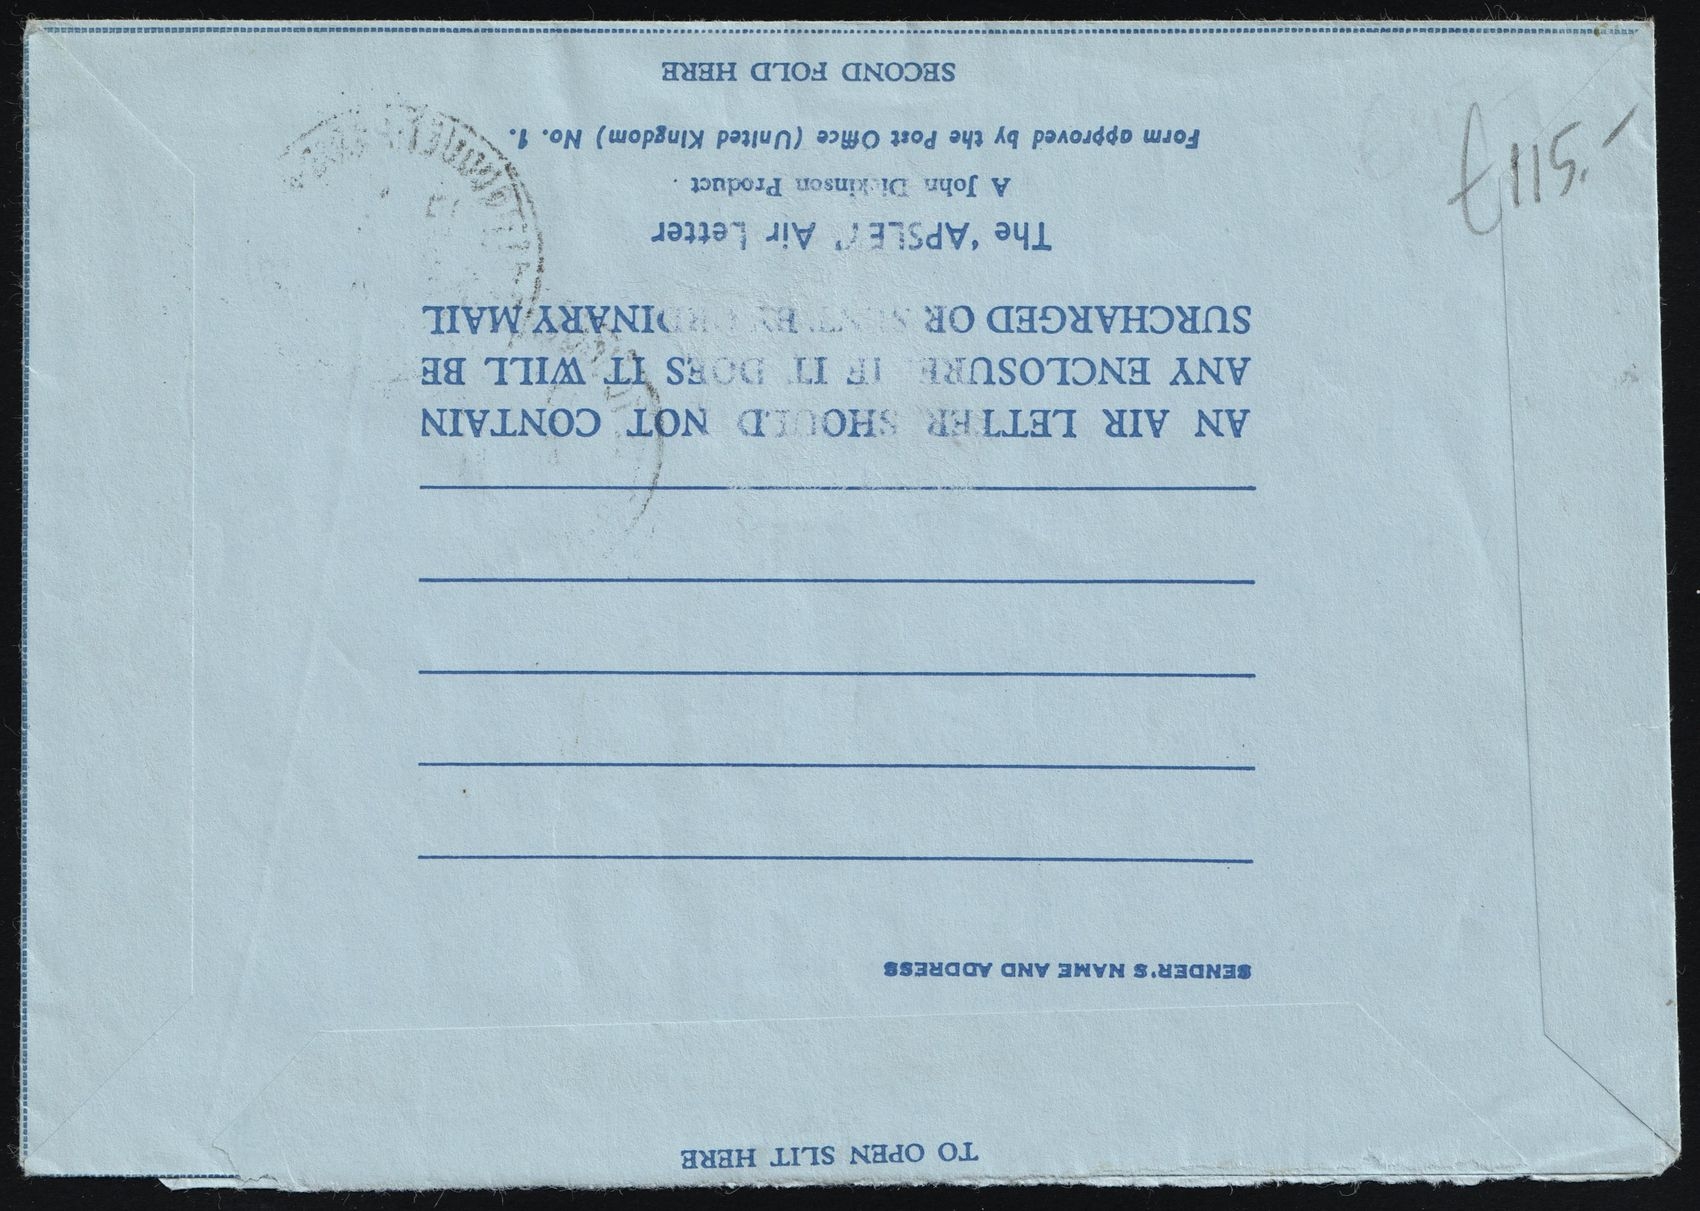 TO OPEN SLIT HERE
SENDER'S NAME AND ADDRESS
AN AIR LETTER SHOULD NOT CONTAIN
ANY ENCLOSURE; IF IT DOES IT WILL BE
SURCHARGED OR SENT BY ORDINARY MAIL
The 'APSLEY' Air Letter
A John Dickinson Product
Form approved by the Post Office (United Kingdom) No. 1.
SECOND FOLD HERE
£115.-